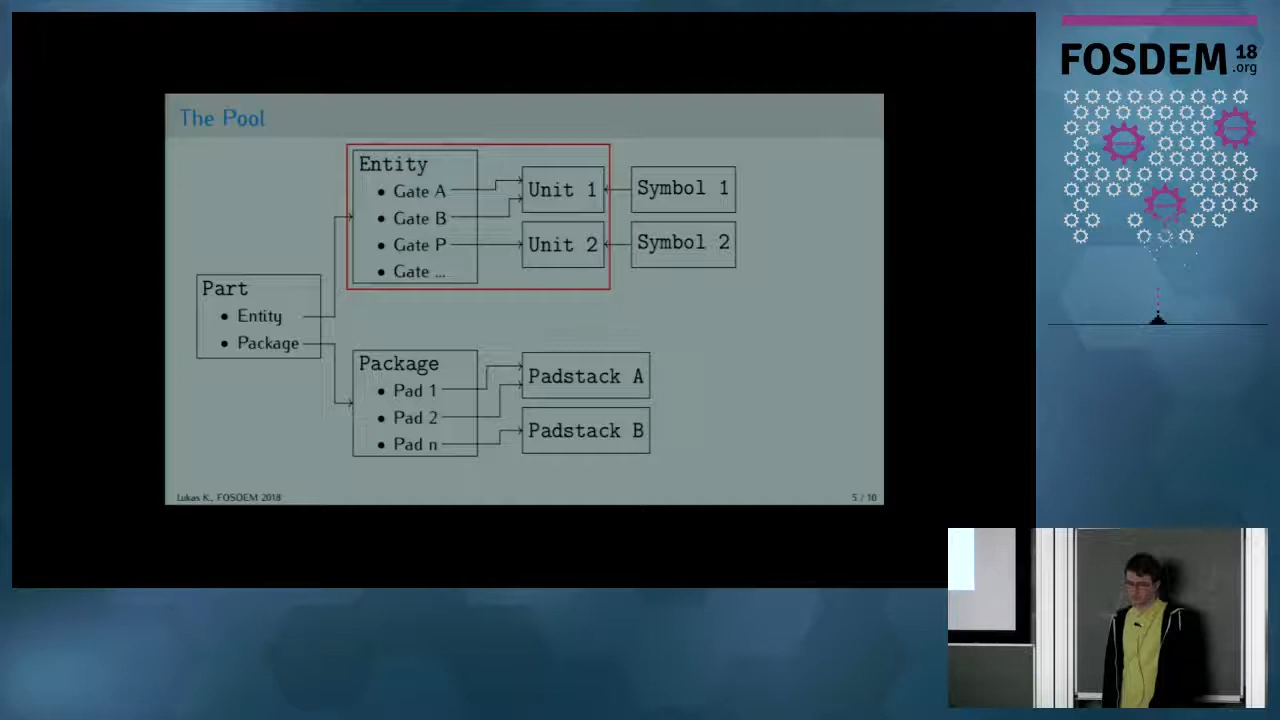 The Pool
Entity
• Gate A
• Gate B
• Gate P
• Gate ...
Unit 1
Unit 2
Symbol 1
Symbol 2
Part
• Entity
• Package
Package
• Pad 1
• Pad 2
• Pad n
Padstack A
Padstack B
Lukas K., FOSDEM 2018
5 / 10
FOSDEM 18
.org